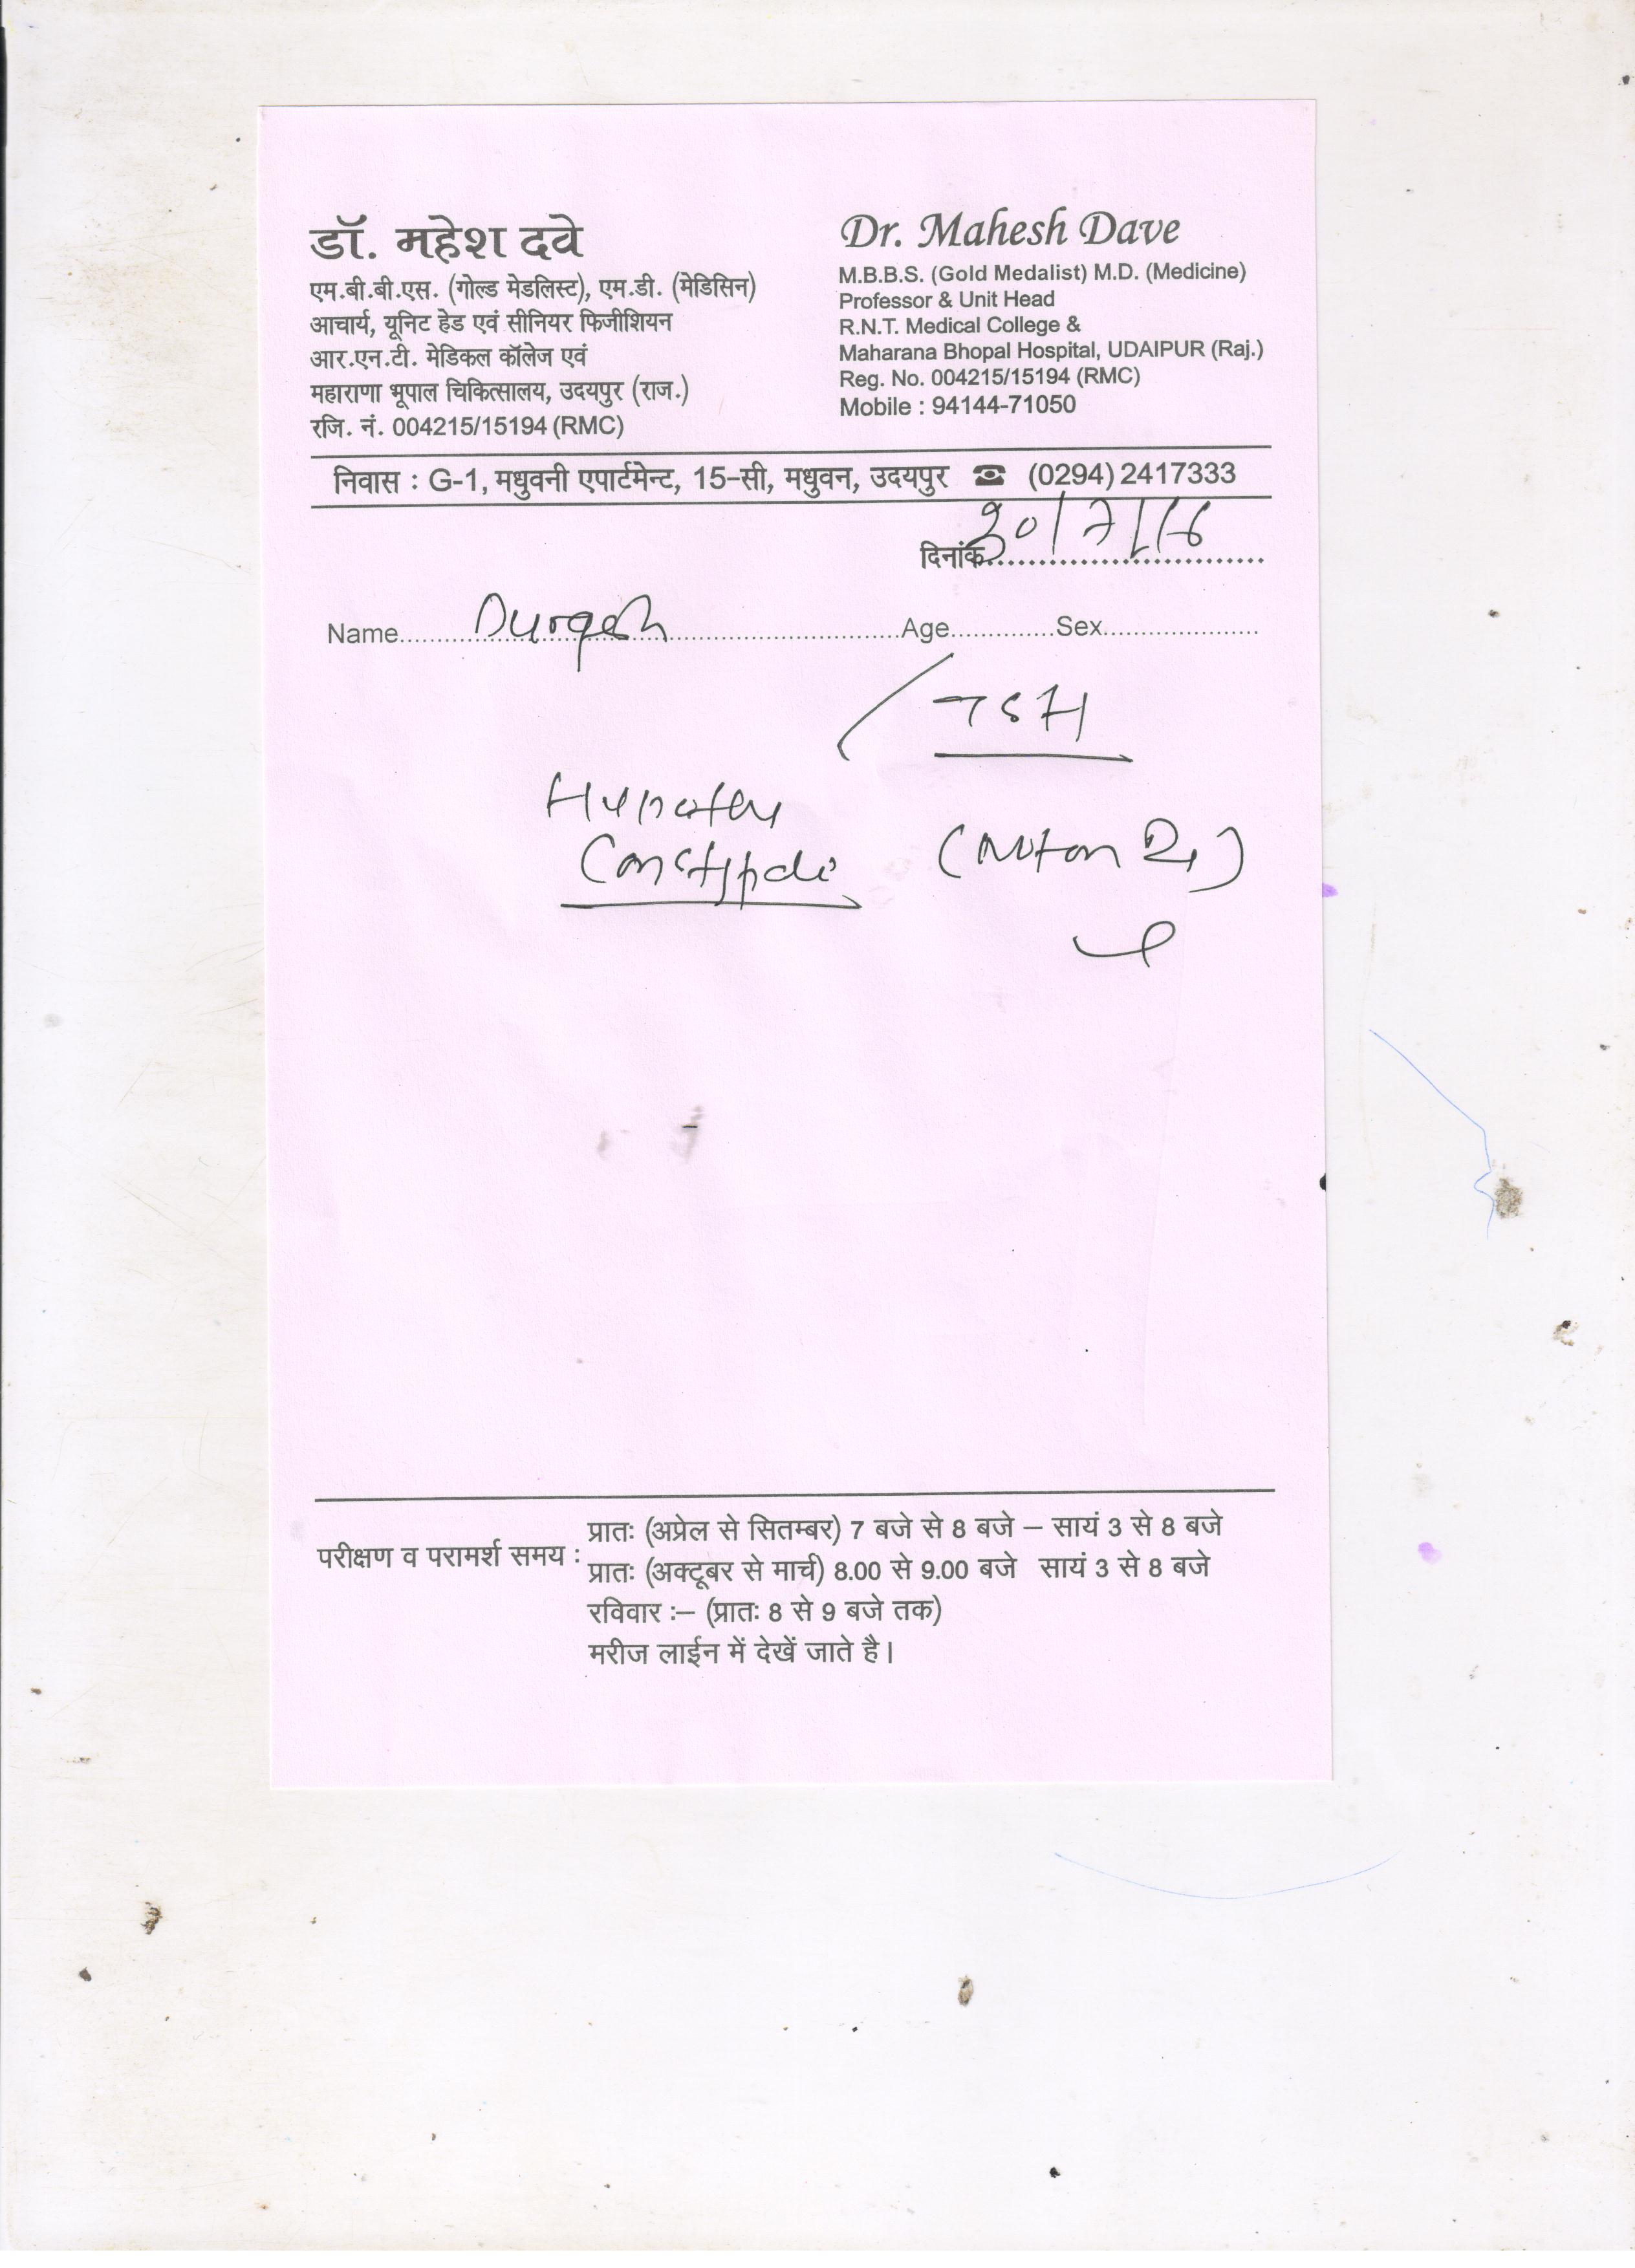 डॉ. महेश दवे
एम.बी.बी.एस. (गोल्ड मेडलिस्ट), एम.डी. (मेडिसिन)
आचार्य, यूनिट हेड एवं सीनियर फिजीशियन
आर.एन.टी. मेडिकल कॉलेज एवं
महाराणा भूपाल चिकित्सालय, उदयपुर (राज.)
रजि. नं. 004215/15194 (RMC)
Dr. Mahesh Dave
M.B.B.S. (Gold Medalist) M.D. (Medicine)
Professor & Unit Head
R.N.T. Medical College &
Maharana Bhopal Hospital, UDAIPUR (Raj.)
Reg. No. 004215/15194 (RMC)
Mobile : 94144-71050
निवास : G-1, मधुवनी एपार्टमेन्ट, 15-सी, मधुवन, उदयपुर ☎ (0294) 2417333
दिनांक
Name Durgesh Age Sex
TSH
परीक्षण व परामर्श समय :
प्रातः (अप्रेल से सितम्बर) 7 बजे से 8 बजे – सायं 3 से 8 बजे
प्रातः (अक्टूबर से मार्च) 8.00 से 9.00 बजे सायं 3 से 8 बजे
रविवार :– (प्रातः 8 से 9 बजे तक)
मरीज लाईन में देखें जाते है।